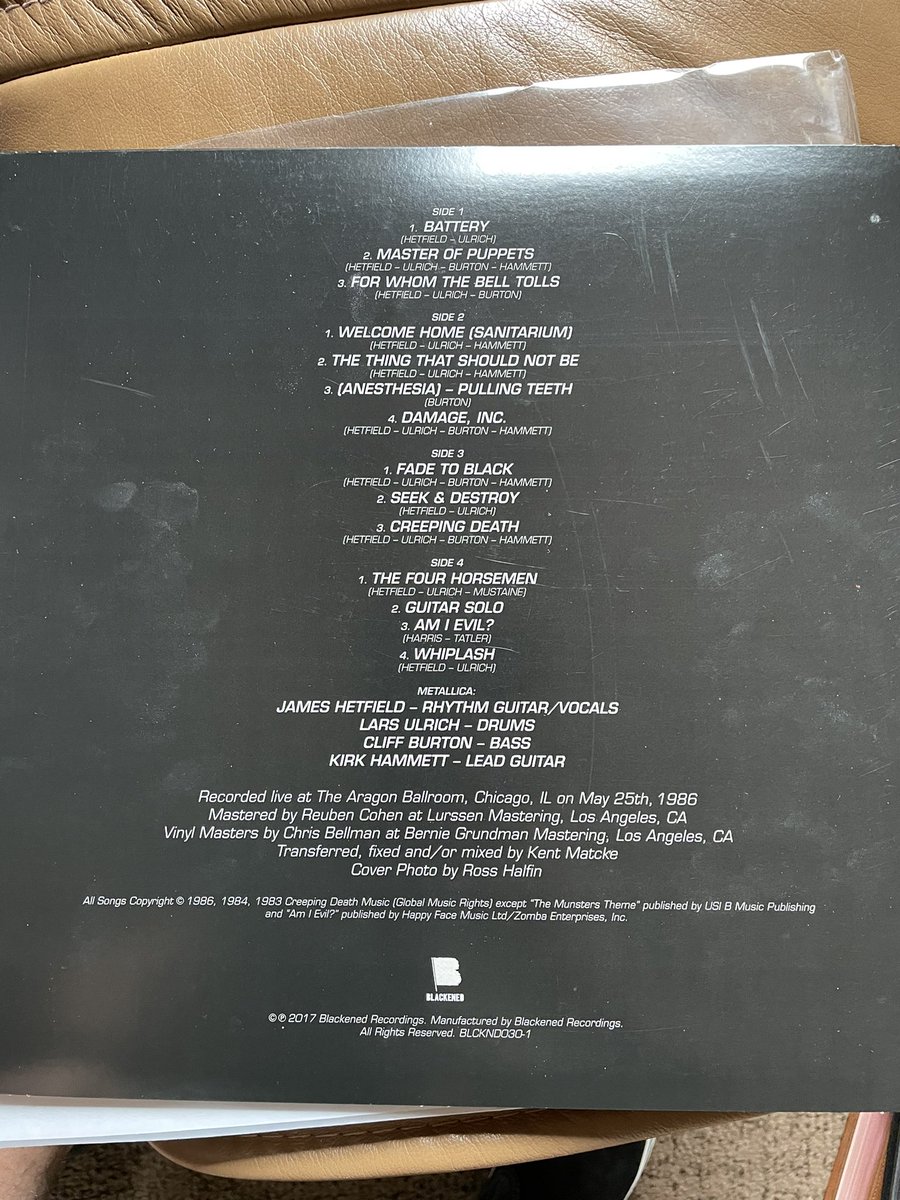 SIDE 1
1. BATTERY
(HETFIELD – ULRICH)
2. MASTER OF PUPPETS
(HETFIELD – ULRICH – BURTON – HAMMETT)
3. FOR WHOM THE BELL TOLLS
(HETFIELD – ULRICH – BURTON)
SIDE 2
1. WELCOME HOME (SANITARIUM)
(HETFIELD – ULRICH – HAMMETT)
2. THE THING THAT SHOULD NOT BE
(HETFIELD – ULRICH – HAMMETT)
3. (ANESTHESIA) – PULLING TEETH
(BURTON)
4. DAMAGE, INC.
(HETFIELD – ULRICH – BURTON – HAMMETT)
SIDE 3
1. FADE TO BLACK
(HETFIELD – ULRICH – BURTON – HAMMETT)
2. SEEK & DESTROY
(HETFIELD – ULRICH)
3. CREEPING DEATH
(HETFIELD – ULRICH – BURTON – HAMMETT)
SIDE 4
1. THE FOUR HORSEMEN
(HETFIELD – ULRICH – MUSTAINE)
2. GUITAR SOLO
3. AM I EVIL?
(HARRIS – TATLER)
4. WHIPLASH
(HETFIELD – ULRICH)
METALLICA:
JAMES HETFIELD – RHYTHM GUITAR/VOCALS
LARS ULRICH – DRUMS
CLIFF BURTON – BASS
KIRK HAMMETT – LEAD GUITAR
Recorded live at The Aragon Ballroom, Chicago, IL on May 25th, 1986
Mastered by Reuben Cohen at Lurssen Mastering, Los Angeles, CA
Vinyl Masters by Chris Bellman at Bernie Grundman Mastering, Los Angeles, CA
Transferred, fixed and/or mixed by Kent Matcke
Cover Photo by Ross Halfin
All Songs Copyright © 1986, 1984, 1983 Creeping Death Music (Global Music Rights) except "The Munsters Theme" published by USI B Music Publishing
and "Am I Evil?" published by Happy Face Music Ltd/Zomba Enterprises, Inc.
B
BLACKENED
©℗ 2017 Blackened Recordings. Manufactured by Blackened Recordings.
All Rights Reserved. BLCKND030-1